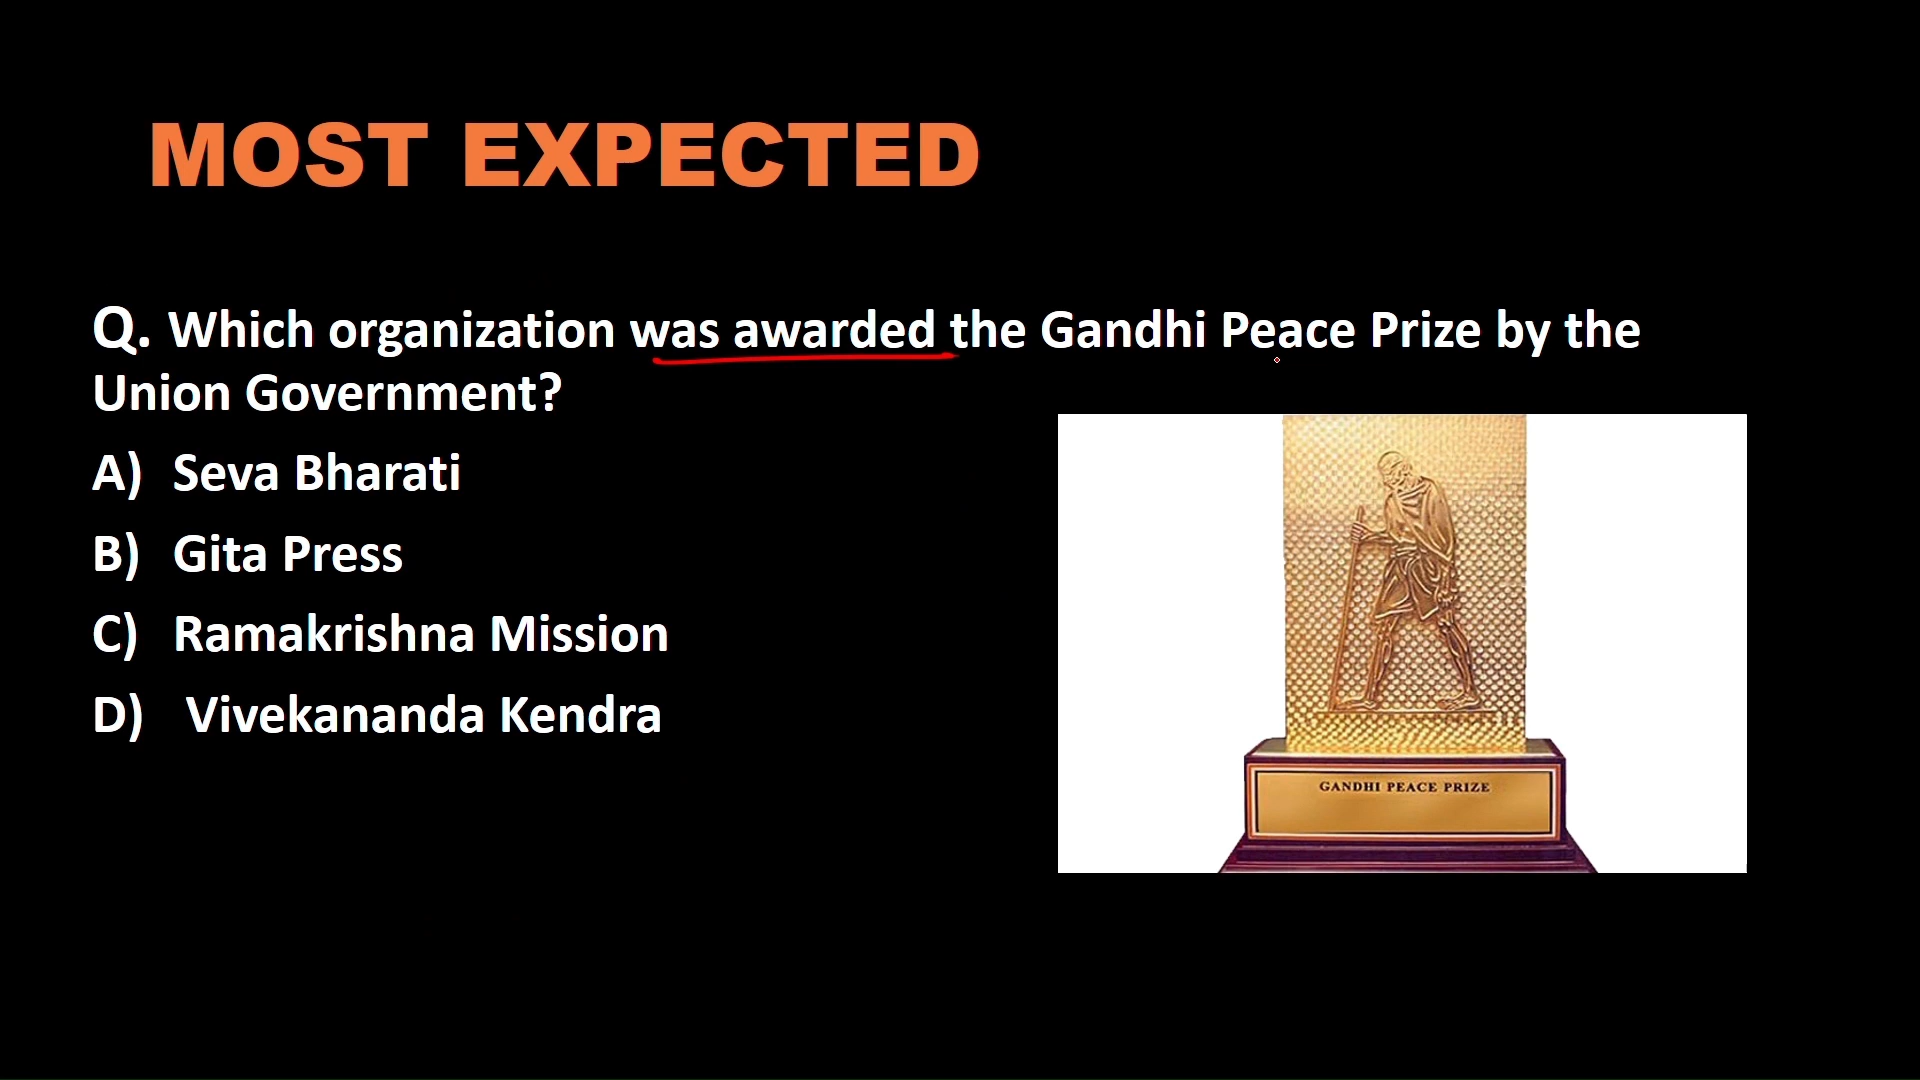 MOST EXPECTED
Q. Which organization was awarded the Gandhi Peace Prize by the
Union Government?
A) Seva Bharati
B) Gita Press
C) Ramakrishna Mission
D) Vivekananda Kendra
GANDHI PEACE PRIZE